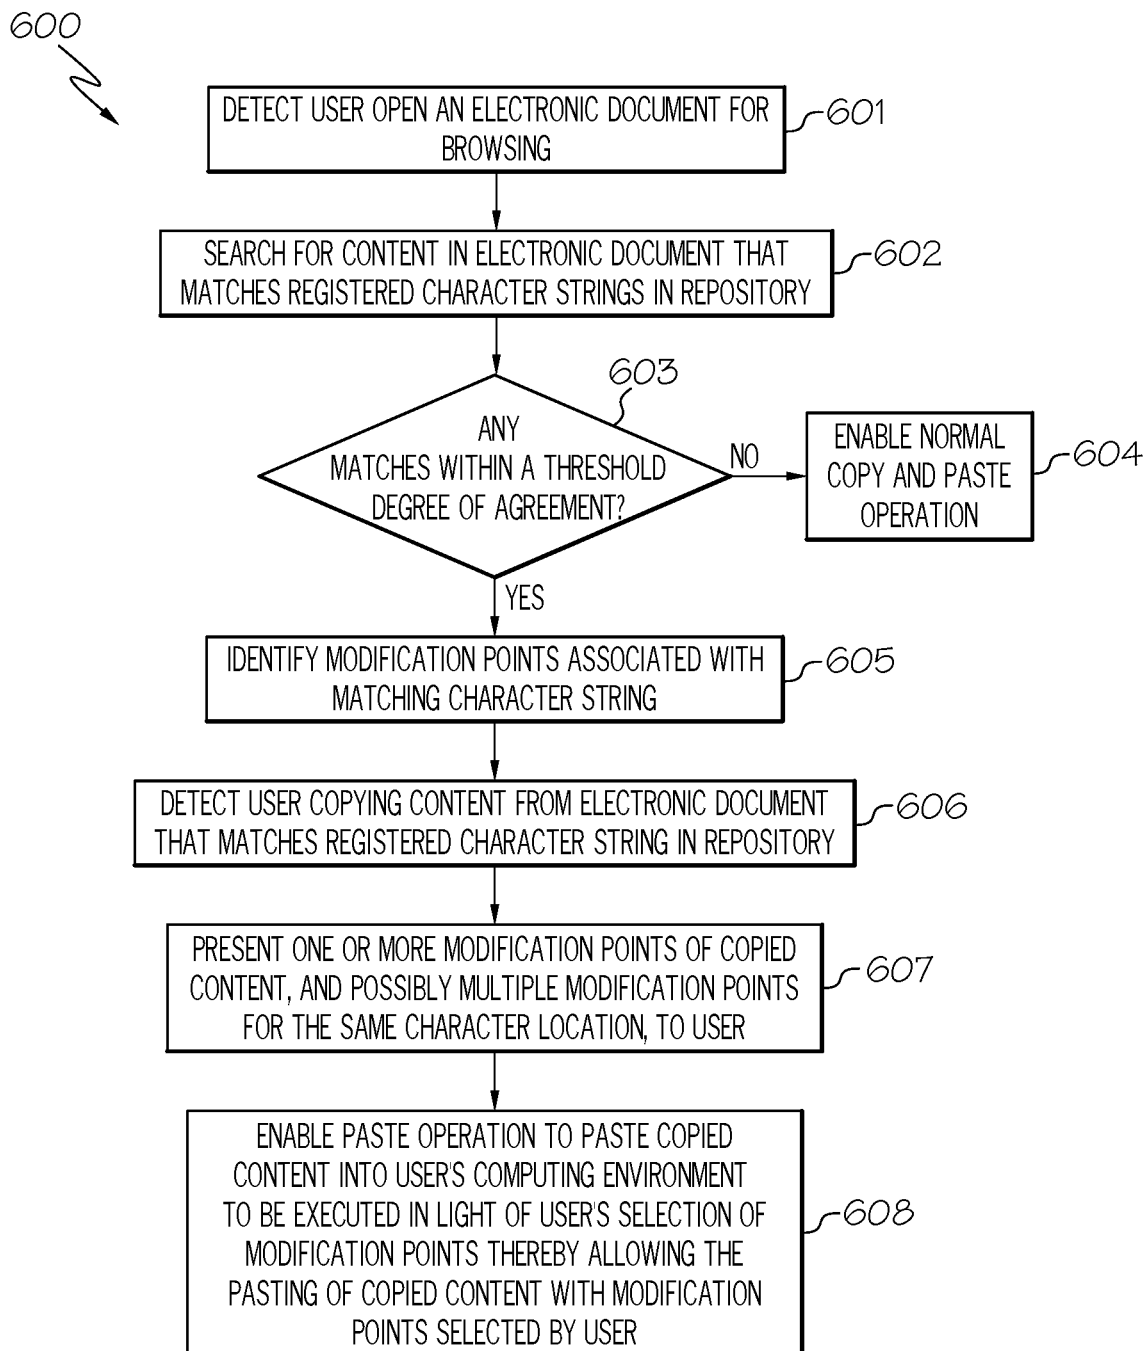 600
DETECT USER OPEN AN ELECTRONIC DOCUMENT FOR
BROWSING
601
SEARCH FOR CONTENT IN ELECTRONIC DOCUMENT THAT
MATCHES REGISTERED CHARACTER STRINGS IN REPOSITORY
602
603
ANY
MATCHES WITHIN A THRESHOLD
DEGREE OF AGREEMENT?
NO
ENABLE NORMAL
COPY AND PASTE
OPERATION
604
YES
IDENTIFY MODIFICATION POINTS ASSOCIATED WITH
MATCHING CHARACTER STRING
605
DETECT USER COPYING CONTENT FROM ELECTRONIC DOCUMENT
THAT MATCHES REGISTERED CHARACTER STRING IN REPOSITORY
606
PRESENT ONE OR MORE MODIFICATION POINTS OF COPIED
CONTENT, AND POSSIBLY MULTIPLE MODIFICATION POINTS
FOR THE SAME CHARACTER LOCATION, TO USER
607
ENABLE PASTE OPERATION TO PASTE COPIED
CONTENT INTO USER'S COMPUTING ENVIRONMENT
TO BE EXECUTED IN LIGHT OF USER'S SELECTION OF
MODIFICATION POINTS THEREBY ALLOWING THE
PASTING OF COPIED CONTENT WITH MODIFICATION
POINTS SELECTED BY USER
608